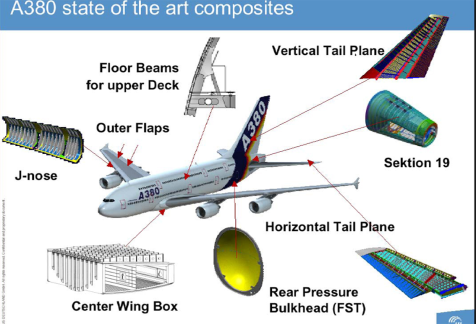 A380 state of the art composites
Floor Beams
for upper Deck
Vertical Tail Plane
Outer Flaps
J-nose
Sektion 19
A380
A380
Horizontal Tail Plane
Center Wing Box
Rear Pressure
Bulkhead (FST)